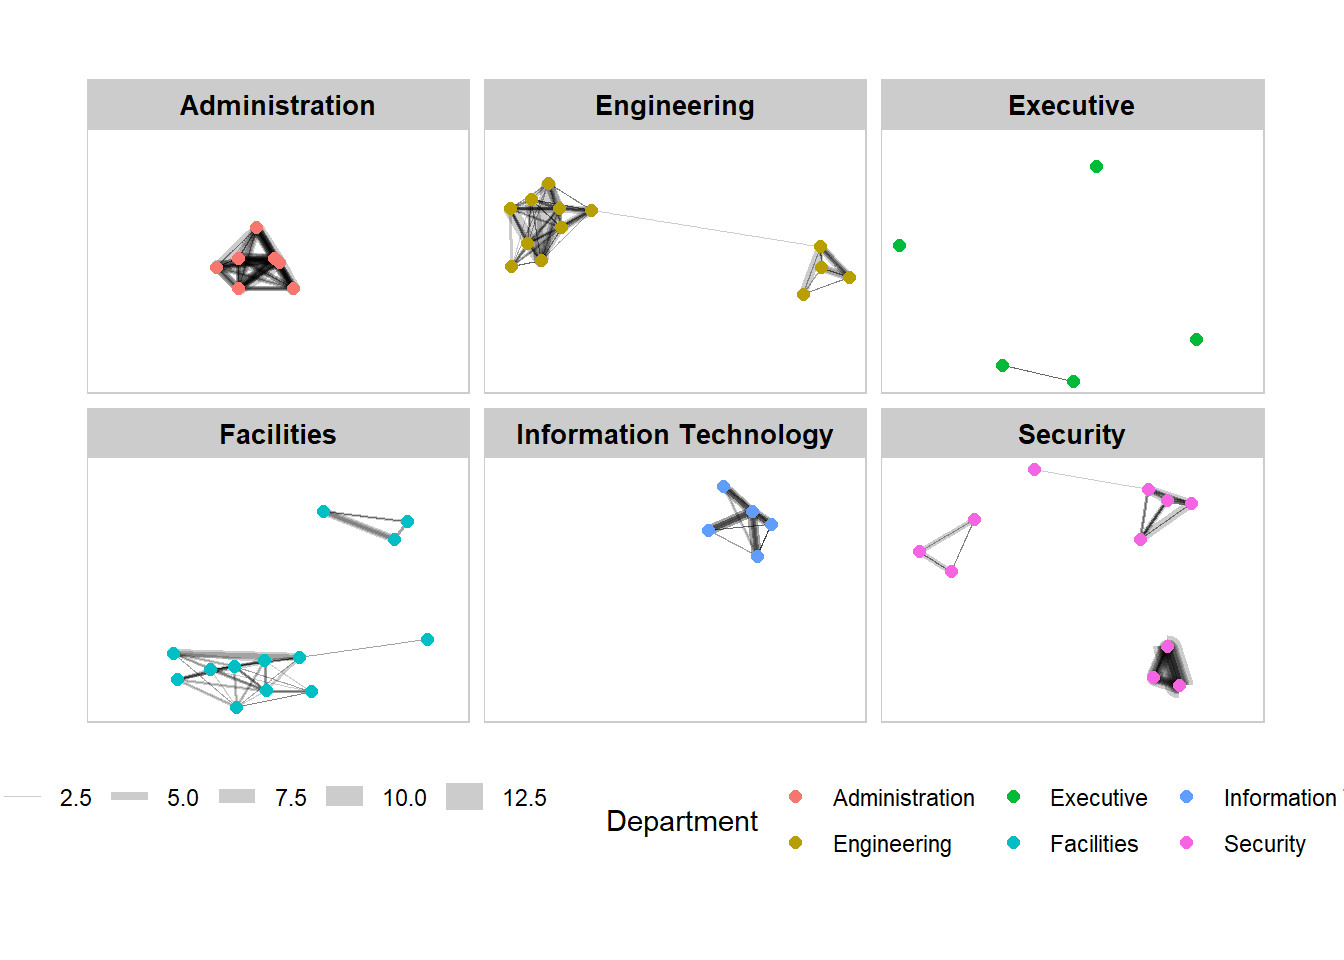 Administration
Engineering
Executive
Facilities
Information Technology
Security
2.5
5.0
7.5
10.0
12.5
Department
Administration
Executive
Information
Engineering
Facilities
Security